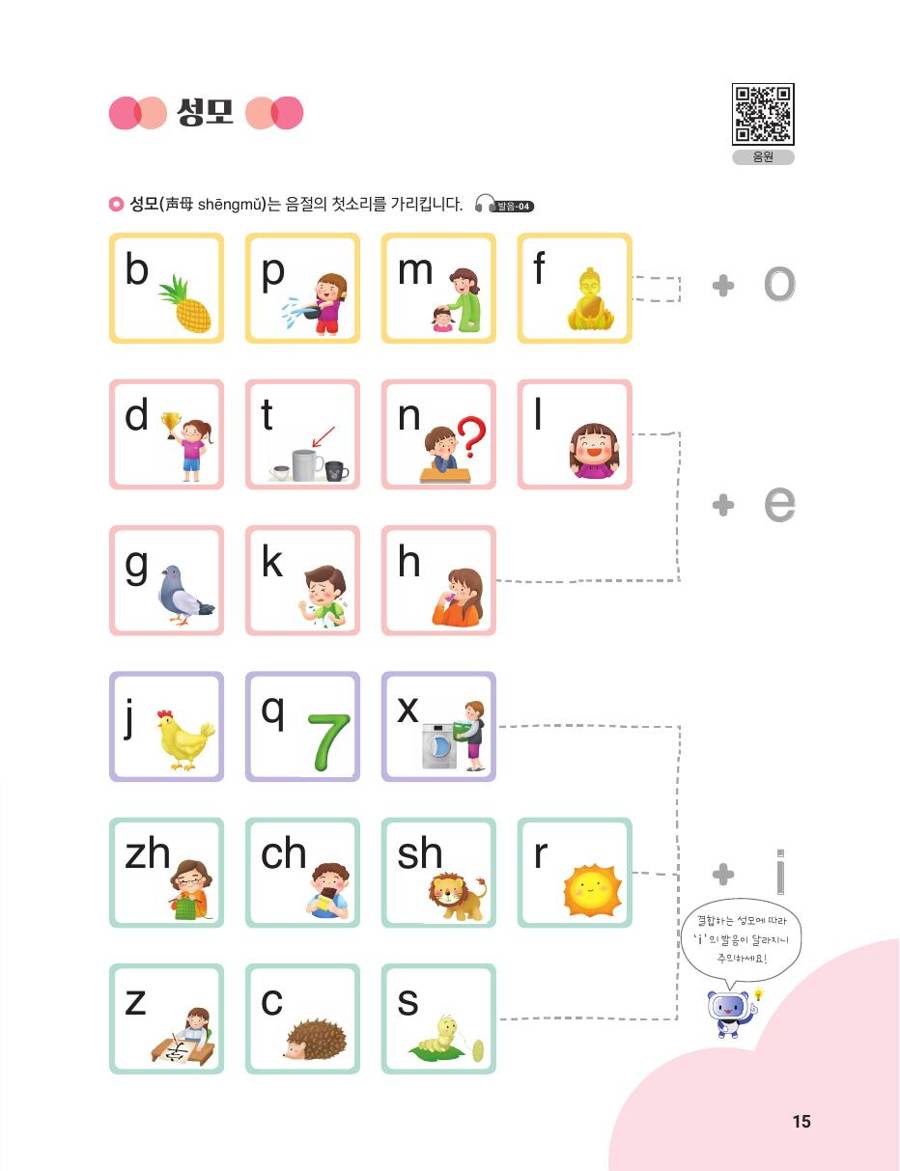 성모
음원
성모(声母 shēngmǔ)는 음절의 첫소리를 가리킵니다.
발음-04
b p m f + o
d t n l
+ e
g k h
j q x
zh ch sh r + i
결합하는 성모에 따라
‘i’의 발음이 달라지니
주의하세요!
z c s
字
15